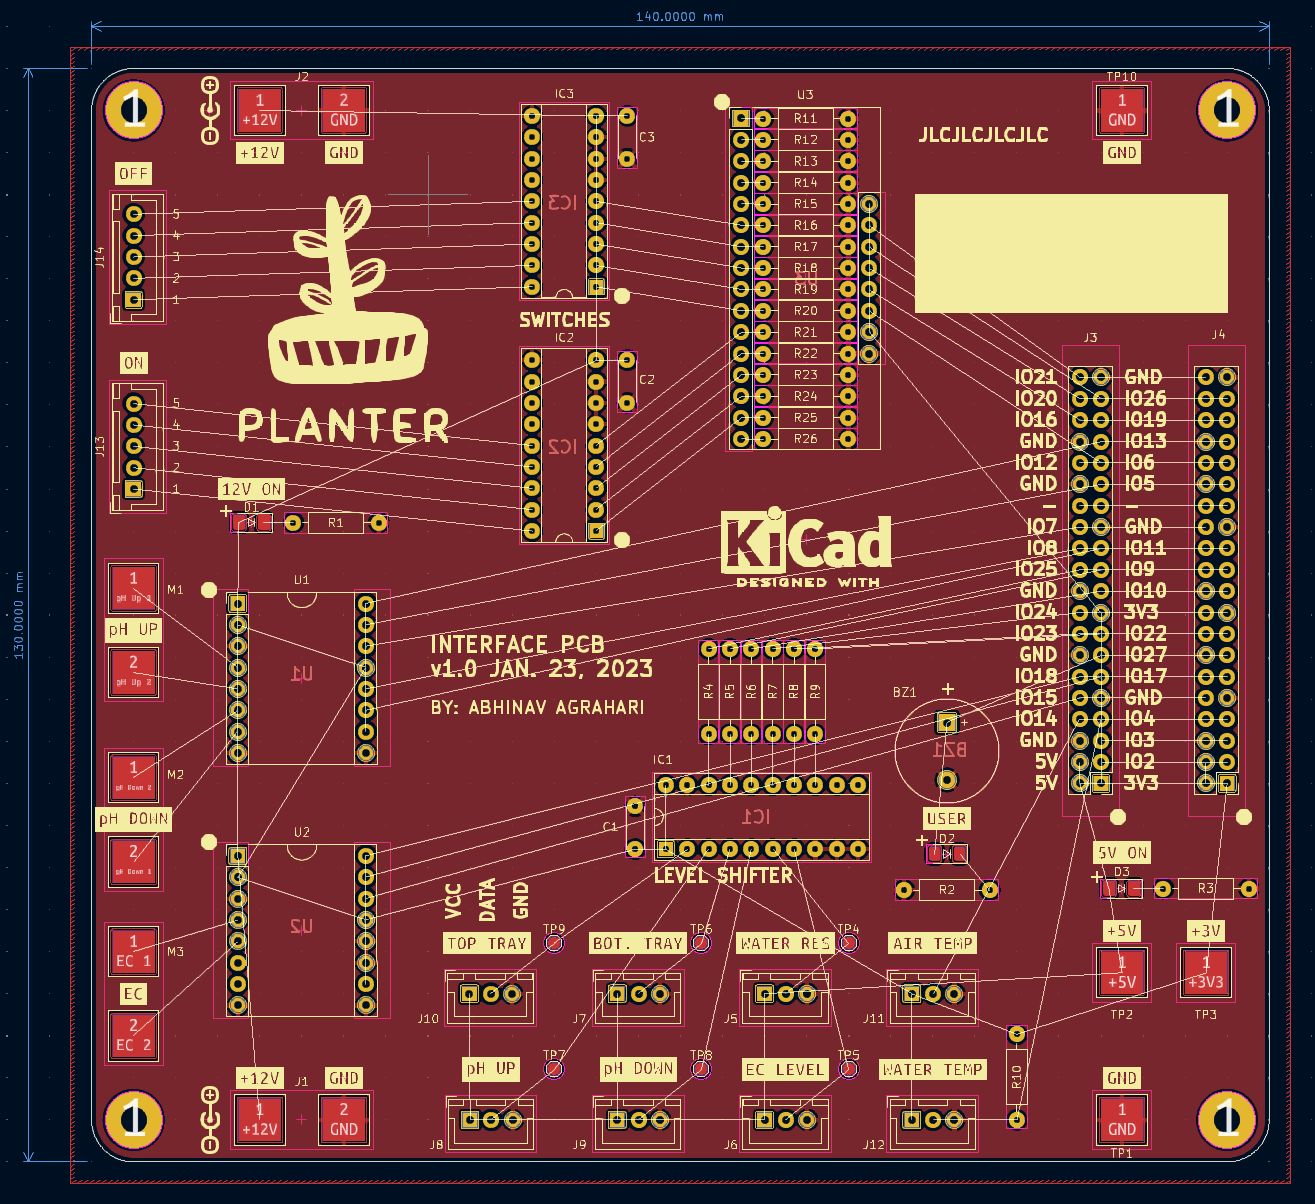 140.0000 mm
130.0000 mm
1
J2
1
+12V
2
GND
+12V
GND
IC3
C3
IC3
SWITCHES
U3
R11
R12
R13
R14
R15
R16
R17
R18
R19
R20
R21
R22
R23
R24
R25
R26
TP10
1
GND
GND
1
JLCJLCJLCJLC
OFF
J14
5
4
3
2
1
ON
J13
5
4
3
2
1
PLANTER
IC2
C2
IC2
12V ON
+
D1
R1
KiCad
DESIGNED WITH
J3
J4
IO21 GND
IO20 IO26
IO16 IO19
GND IO13
IO12 IO6
GND IO5
– –
IO7 GND
IO8 IO11
IO25 IO9
GND IO10
IO24 3V3
IO23 IO22
GND IO27
IO18 IO17
IO15 GND
IO14 IO4
GND IO3
5V IO2
5V 3V3
M1
1
pH Up 1
pH UP
2
pH Up 2
U1
U1
INTERFACE PCB
v1.0 JAN. 23, 2023
BY: ABHINAV AGRAHARI
R4
R5
R6
R7
R8
R9
BZ1
+
+
BZ1
M2
1
pH Down 2
pH DOWN
2
pH Down 1
U2
U2
IC1
C1
IC1
LEVEL SHIFTER
USER
+
D2
R2
5V ON
+
D3
R3
M3
1
EC 1
EC
2
EC 2
VCC
DATA
GND
TOP TRAY
TP9
BOT. TRAY
TP6
WATER RES
TP4
AIR TEMP
+5V
+3V
1
+5V
1
+3V3
TP2
TP3
J10
J7
J5
J11
pH UP
TP7
pH DOWN
TP8
EC LEVEL
TP5
WATER TEMP
R10
J8
J9
J6
J12
1
+12V
J1
GND
1
+12V
2
GND
GND
1
GND
TP1
1